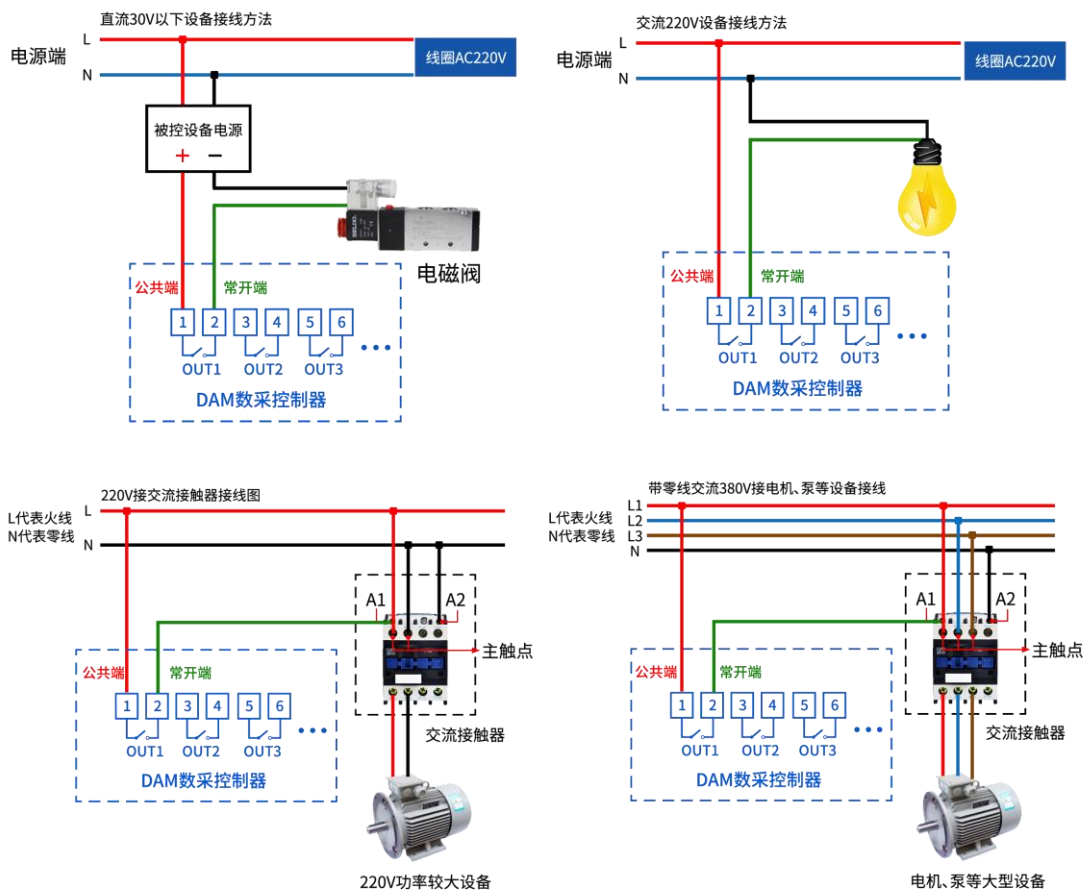 直流30V以下设备接线方法
电源端
L
N
线圈AC220V
被控设备电源
+ −
电磁阀
公共端
常开端
1 2 3 4 5 6
OUT1 OUT2 OUT3
DAM数采控制器
交流220V设备接线方法
电源端
L
N
线圈AC220V
公共端
常开端
1 2 3 4 5 6
OUT1 OUT2 OUT3
DAM数采控制器
220V接交流接触器接线图
L代表火线
N代表零线
L
N
A1 A2
主触点
公共端
常开端
1 2 3 4 5 6
OUT1 OUT2 OUT3
DAM数采控制器
交流接触器
220V功率较大设备
带零线交流380V接电机、泵等设备接线
L代表火线
N代表零线
L1
L2
L3
N
A1 A2
主触点
公共端
常开端
1 2 3 4 5 6
OUT1 OUT2 OUT3
DAM数采控制器
交流接触器
电机、泵等大型设备